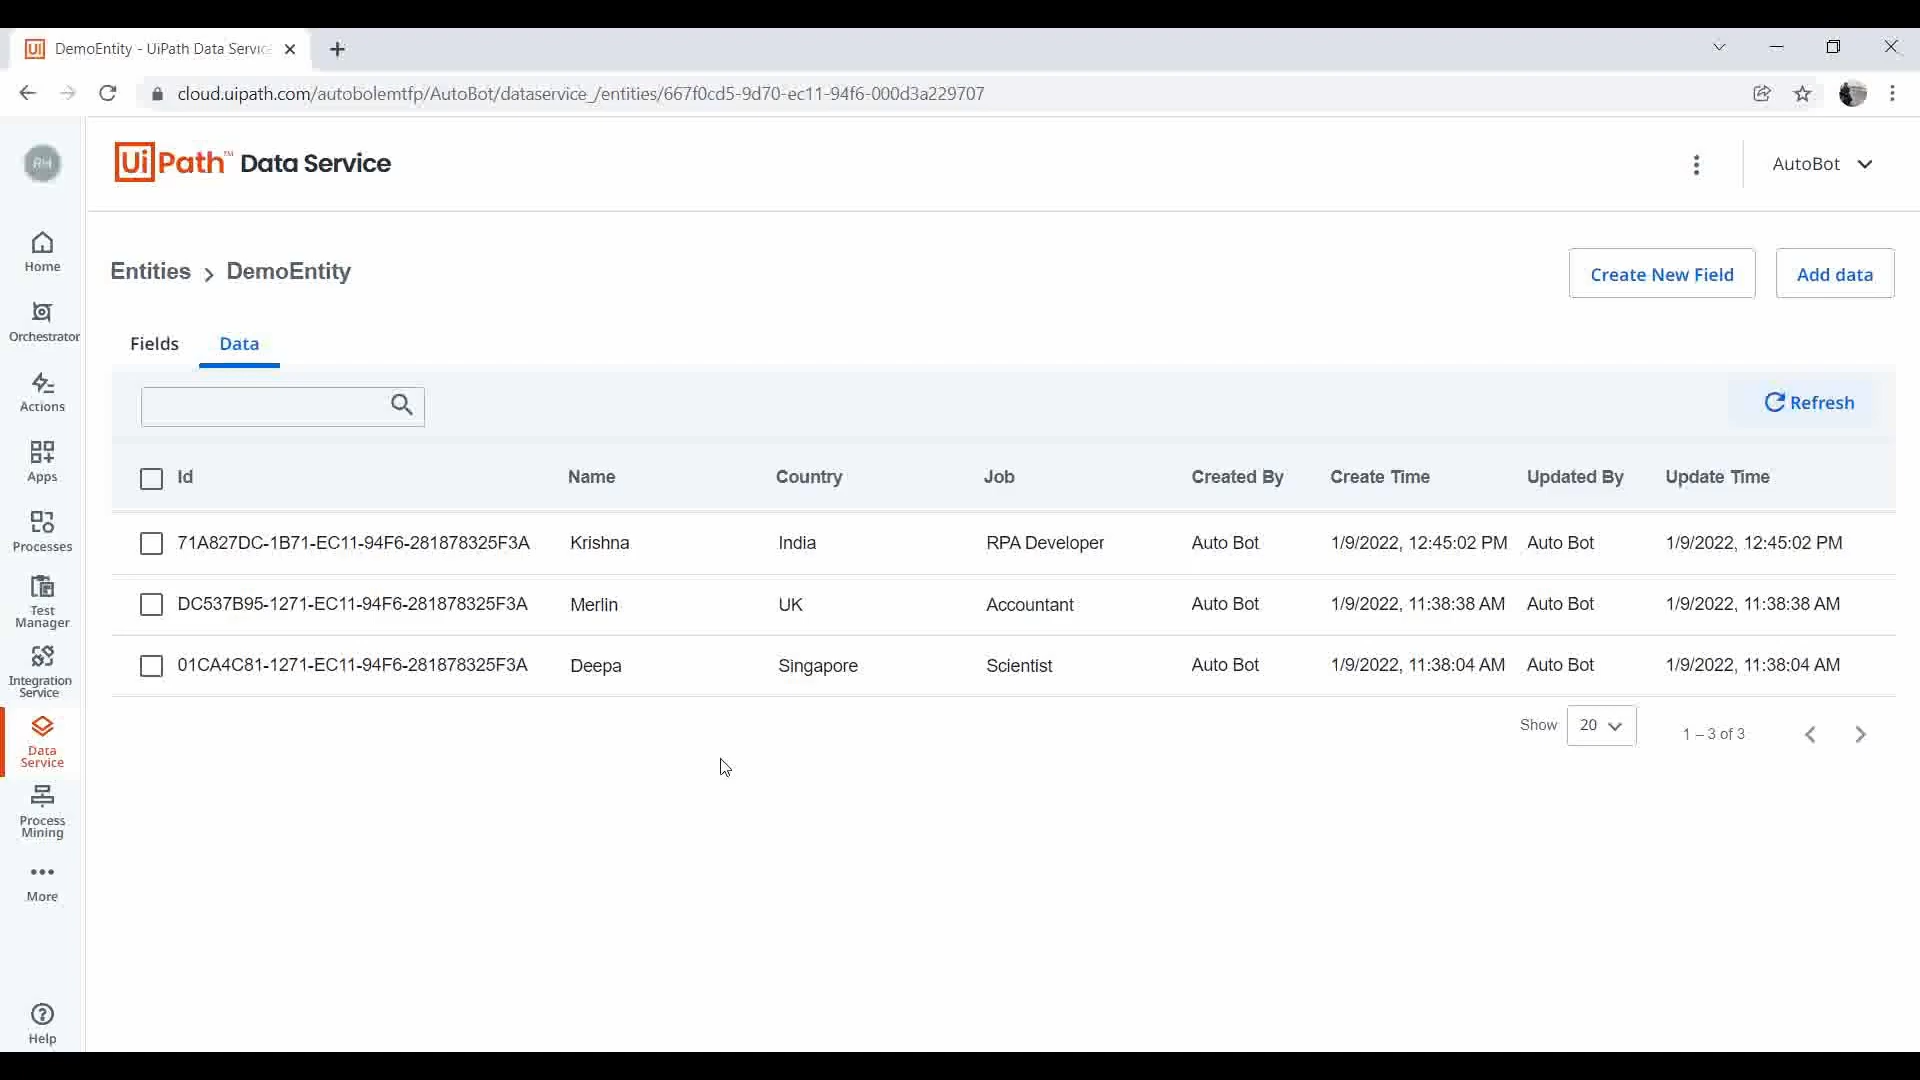 DemoEntity - UiPath Data Servic
cloud.uipath.com/autobolemtfp/AutoBot/dataservice_/entities/667f0cd5-9d70-ec11-94f6-000d3a229707
RH
UiPath™ Data Service
AutoBot
Home
Orchestrator
Actions
Apps
Processes
Test
Manager
Integration
Service
Data
Service
Process
Mining
More
Help
Entities > DemoEntity
Create New Field
Add data
Fields
Data
Refresh
Id Name Country Job Created By Create Time Updated By Update Time
71A827DC-1B71-EC11-94F6-281878325F3A Krishna India RPA Developer Auto Bot 1/9/2022, 12:45:02 PM Auto Bot 1/9/2022, 12:45:02 PM
DC537B95-1271-EC11-94F6-281878325F3A Merlin UK Accountant Auto Bot 1/9/2022, 11:38:38 AM Auto Bot 1/9/2022, 11:38:38 AM
01CA4C81-1271-EC11-94F6-281878325F3A Deepa Singapore Scientist Auto Bot 1/9/2022, 11:38:04 AM Auto Bot 1/9/2022, 11:38:04 AM
Show 20 1 – 3 of 3